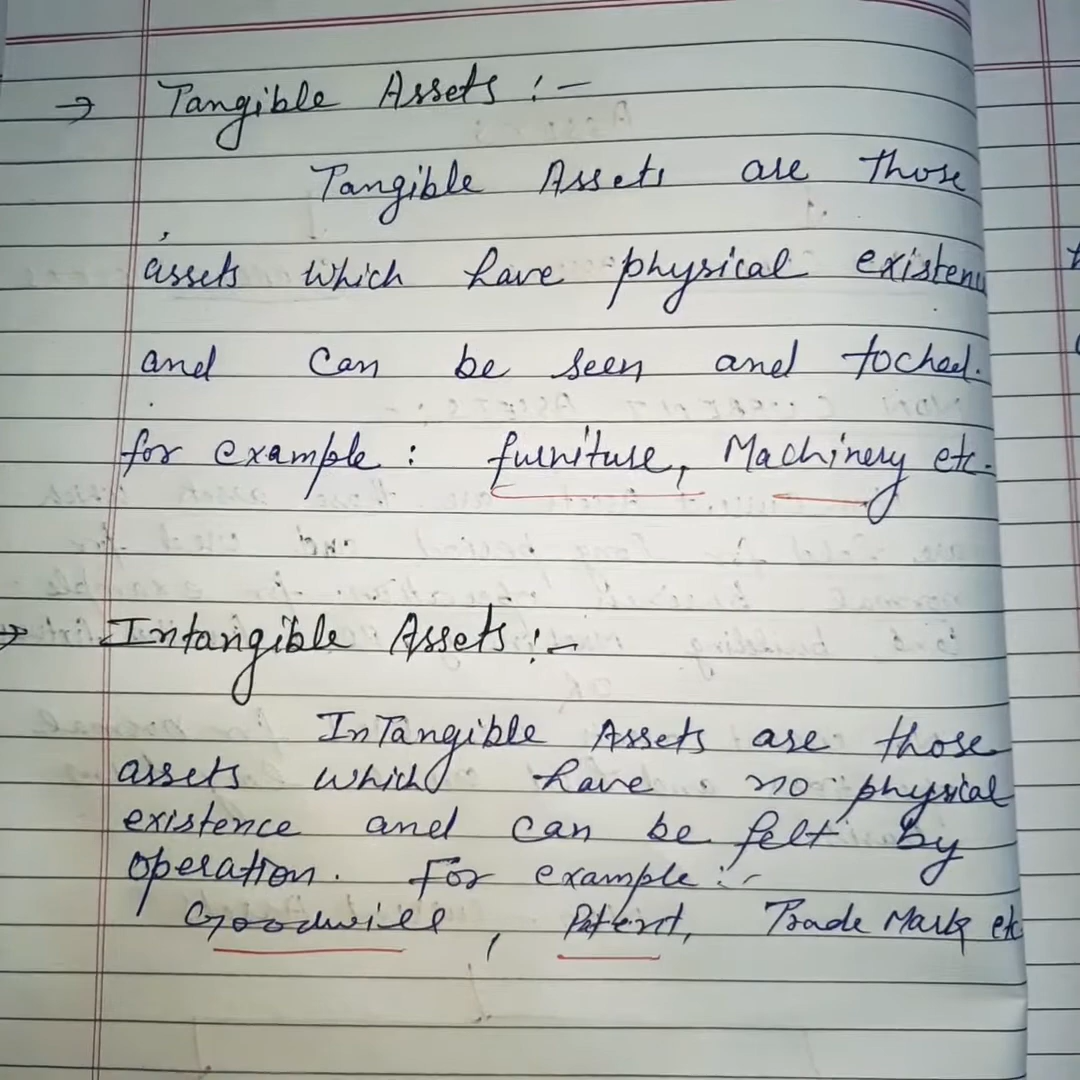 → Tangible Assets :-
Tangible Assets are those
assets which have physical existenc
and can be seen and toched.
for example : furniture, Machinery etc.
→ Intangible Assets :-
InTangible Assets are those
assets which have no physical
existence and can be felt by
operation. For example :-
Goodwill, Patent, Trade Mark etc